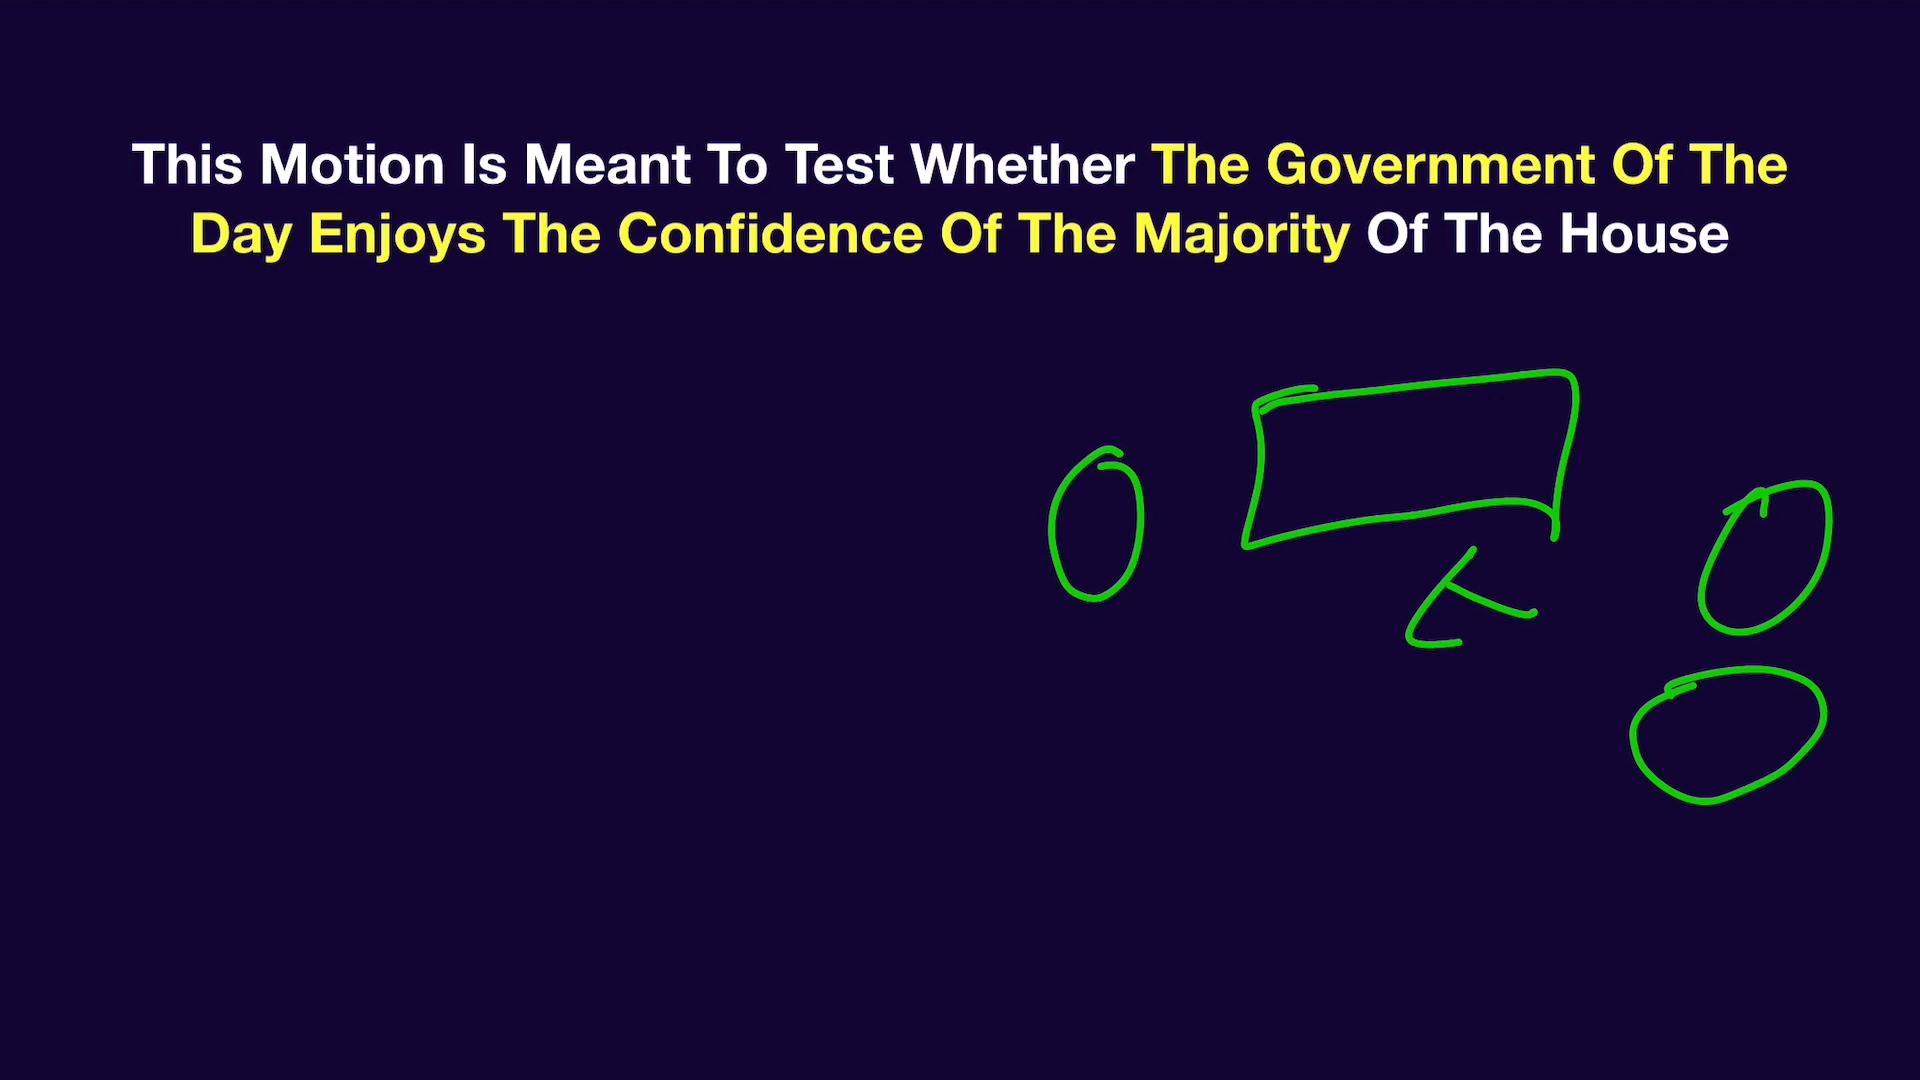 This Motion Is Meant To Test Whether The Government Of The
Day Enjoys The Confidence Of The Majority Of The House